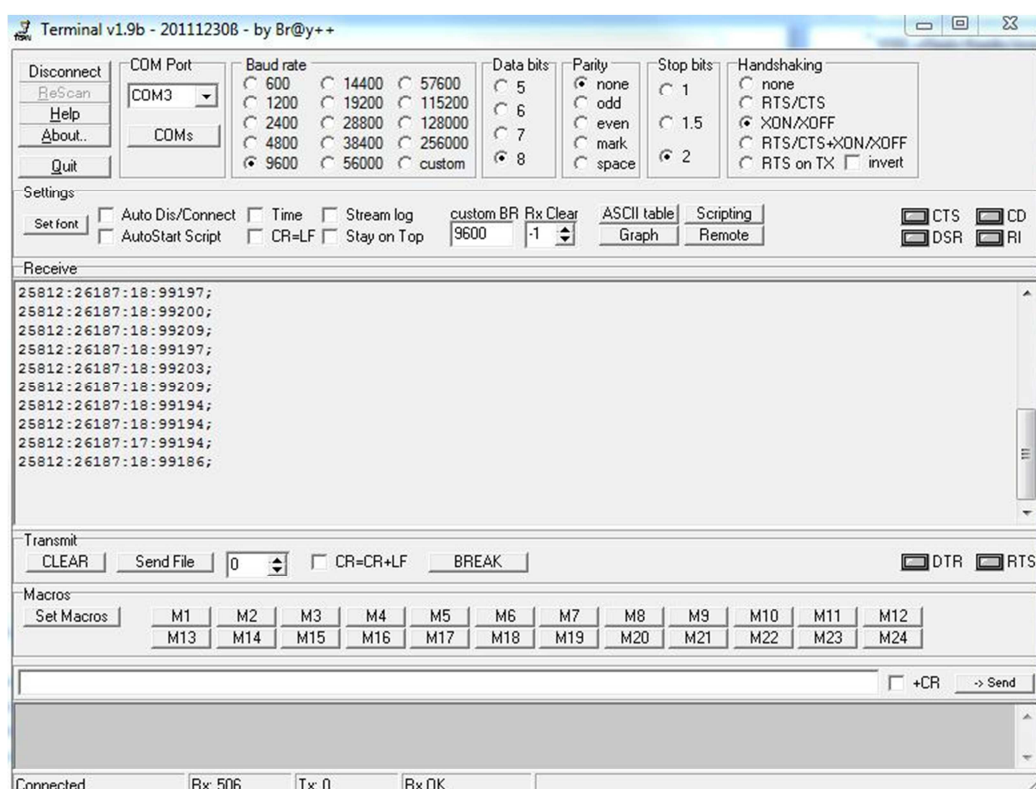 Terminal v1.9b - 20111230ß - by Br@y++
Disconnect
ReScan
Help
About..
Quit
COM Port
COM3
COMs
Baud rate
600 14400 57600
1200 19200 115200
2400 28800 128000
4800 38400 256000
9600 56000 custom
Data bits
5
6
7
8
Parity
none
odd
even
mark
space
Stop bits
1
1.5
2
Handshaking
none
RTS/CTS
XON/XOFF
RTS/CTS+XON/XOFF
RTS on TX invert
Settings
Set font
Auto Dis/Connect Time Stream log
AutoStart Script CR=LF Stay on Top
custom BR Rx Clear
9600 -1
ASCII table Scripting
Graph Remote
CTS CD
DSR RI
Receive
25812:26187:18:99197;
25812:26187:18:99200;
25812:26187:18:99209;
25812:26187:18:99197;
25812:26187:18:99203;
25812:26187:18:99209;
25812:26187:18:99194;
25812:26187:18:99194;
25812:26187:17:99194;
25812:26187:18:99186;
Transmit
CLEAR Send File 0 CR=CR+LF BREAK DTR RTS
Macros
Set Macros M1 M2 M3 M4 M5 M6 M7 M8 M9 M10 M11 M12
M13 M14 M15 M16 M17 M18 M19 M20 M21 M22 M23 M24
+CR -> Send
Connected Rx: 506 Tx: 0 Rx OK